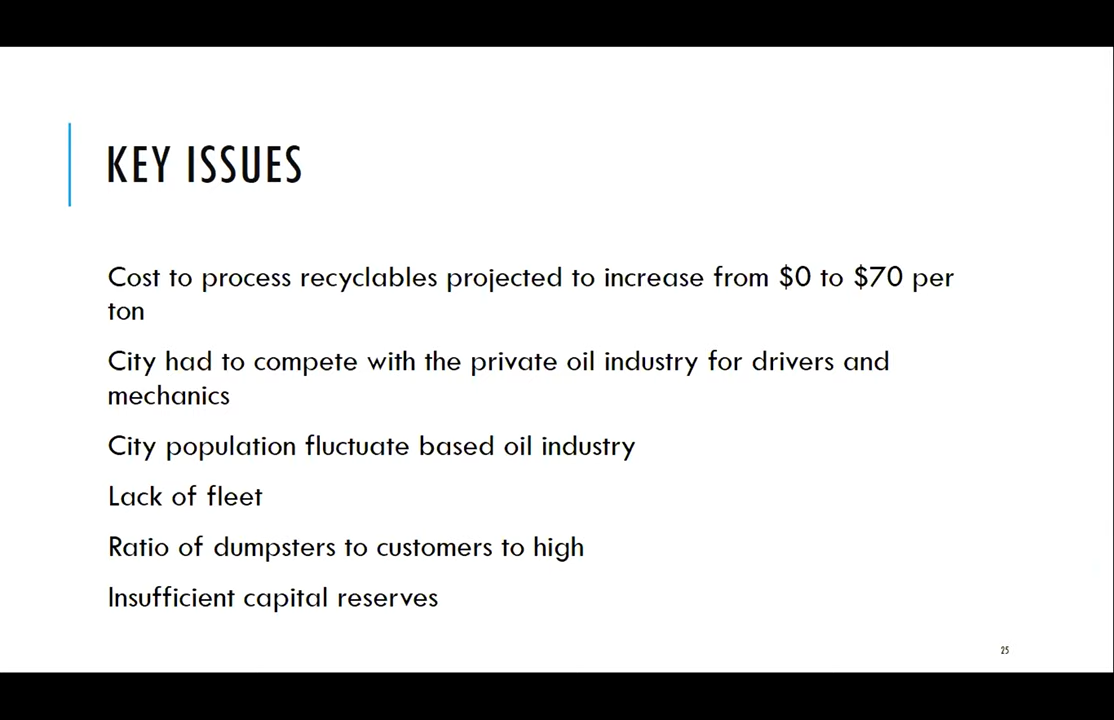 KEY ISSUES
Cost to process recyclables projected to increase from $0 to $70 per
ton
City had to compete with the private oil industry for drivers and
mechanics
City population fluctuate based oil industry
Lack of fleet
Ratio of dumpsters to customers to high
Insufficient capital reserves
25